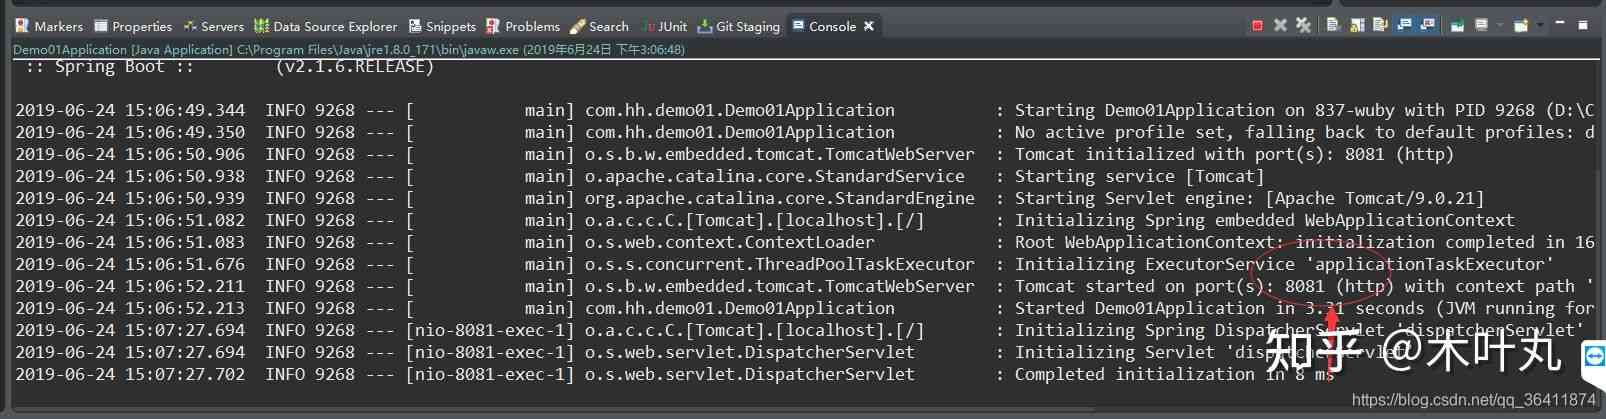 Markers Properties Servers Data Source Explorer Snippets Problems Search JUnit Git Staging Console
Demo01Application [Java Application] C:\Program Files\Java\jre1.8.0_171\bin\javaw.exe (2019年6月24日 下午3:06:48)
:: Spring Boot :: (v2.1.6.RELEASE)
2019-06-24 15:06:49.344 INFO 9268 --- [ main] com.hh.demo01.Demo01Application : Starting Demo01Application on 837-wuby with PID 9268 (D:\C
2019-06-24 15:06:49.350 INFO 9268 --- [ main] com.hh.demo01.Demo01Application : No active profile set, falling back to default profiles: d
2019-06-24 15:06:50.906 INFO 9268 --- [ main] o.s.b.w.embedded.tomcat.TomcatWebServer : Tomcat initialized with port(s): 8081 (http)
2019-06-24 15:06:50.938 INFO 9268 --- [ main] o.apache.catalina.core.StandardService : Starting service [Tomcat]
2019-06-24 15:06:50.939 INFO 9268 --- [ main] org.apache.catalina.core.StandardEngine : Starting Servlet engine: [Apache Tomcat/9.0.21]
2019-06-24 15:06:51.082 INFO 9268 --- [ main] o.a.c.c.C.[Tomcat].[localhost].[/] : Initializing Spring embedded WebApplicationContext
2019-06-24 15:06:51.083 INFO 9268 --- [ main] o.s.web.context.ContextLoader : Root WebApplicationContext: initialization completed in 16
2019-06-24 15:06:51.676 INFO 9268 --- [ main] o.s.s.concurrent.ThreadPoolTaskExecutor : Initializing ExecutorService 'applicationTaskExecutor'
2019-06-24 15:06:52.211 INFO 9268 --- [ main] o.s.b.w.embedded.tomcat.TomcatWebServer : Tomcat started on port(s): 8081 (http) with context path '
2019-06-24 15:06:52.213 INFO 9268 --- [ main] com.hh.demo01.Demo01Application : Started Demo01Application in 3.31 seconds (JVM running for
2019-06-24 15:07:27.694 INFO 9268 --- [nio-8081-exec-1] o.a.c.c.C.[Tomcat].[localhost].[/] : Initializing Spring DispatcherServlet 'dispatcherServlet'
2019-06-24 15:07:27.694 INFO 9268 --- [nio-8081-exec-1] o.s.web.servlet.DispatcherServlet : Initializing Servlet 'dispatcherServlet'
2019-06-24 15:07:27.702 INFO 9268 --- [nio-8081-exec-1] o.s.web.servlet.DispatcherServlet : Completed initialization in 8 ms
知乎 @木叶丸
https://blog.csdn.net/qq_36411874